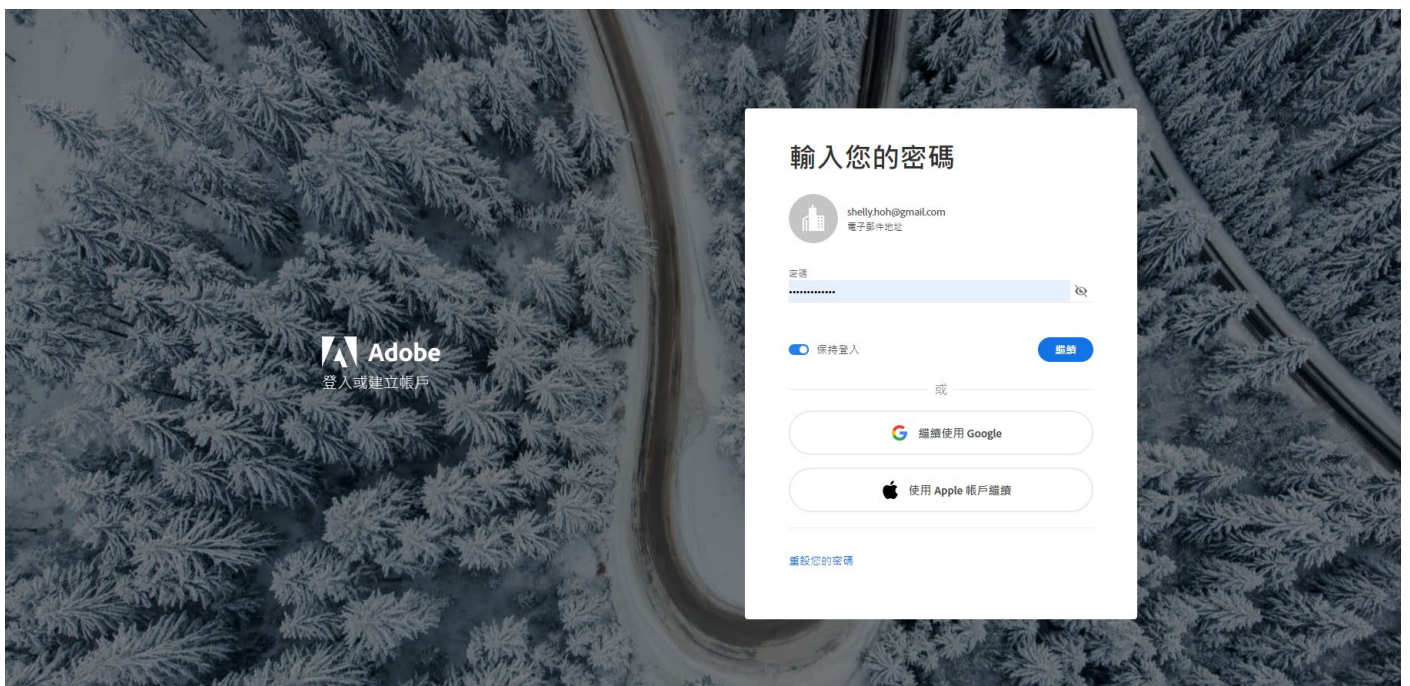 Adobe
登入或建立帳戶
輸入您的密碼
shelly.hoh@gmail.com
電子郵件地址
密碼
•••••••••••••
保持登入
繼續
或
繼續使用 Google
使用 Apple 帳戶繼續
重設您的密碼